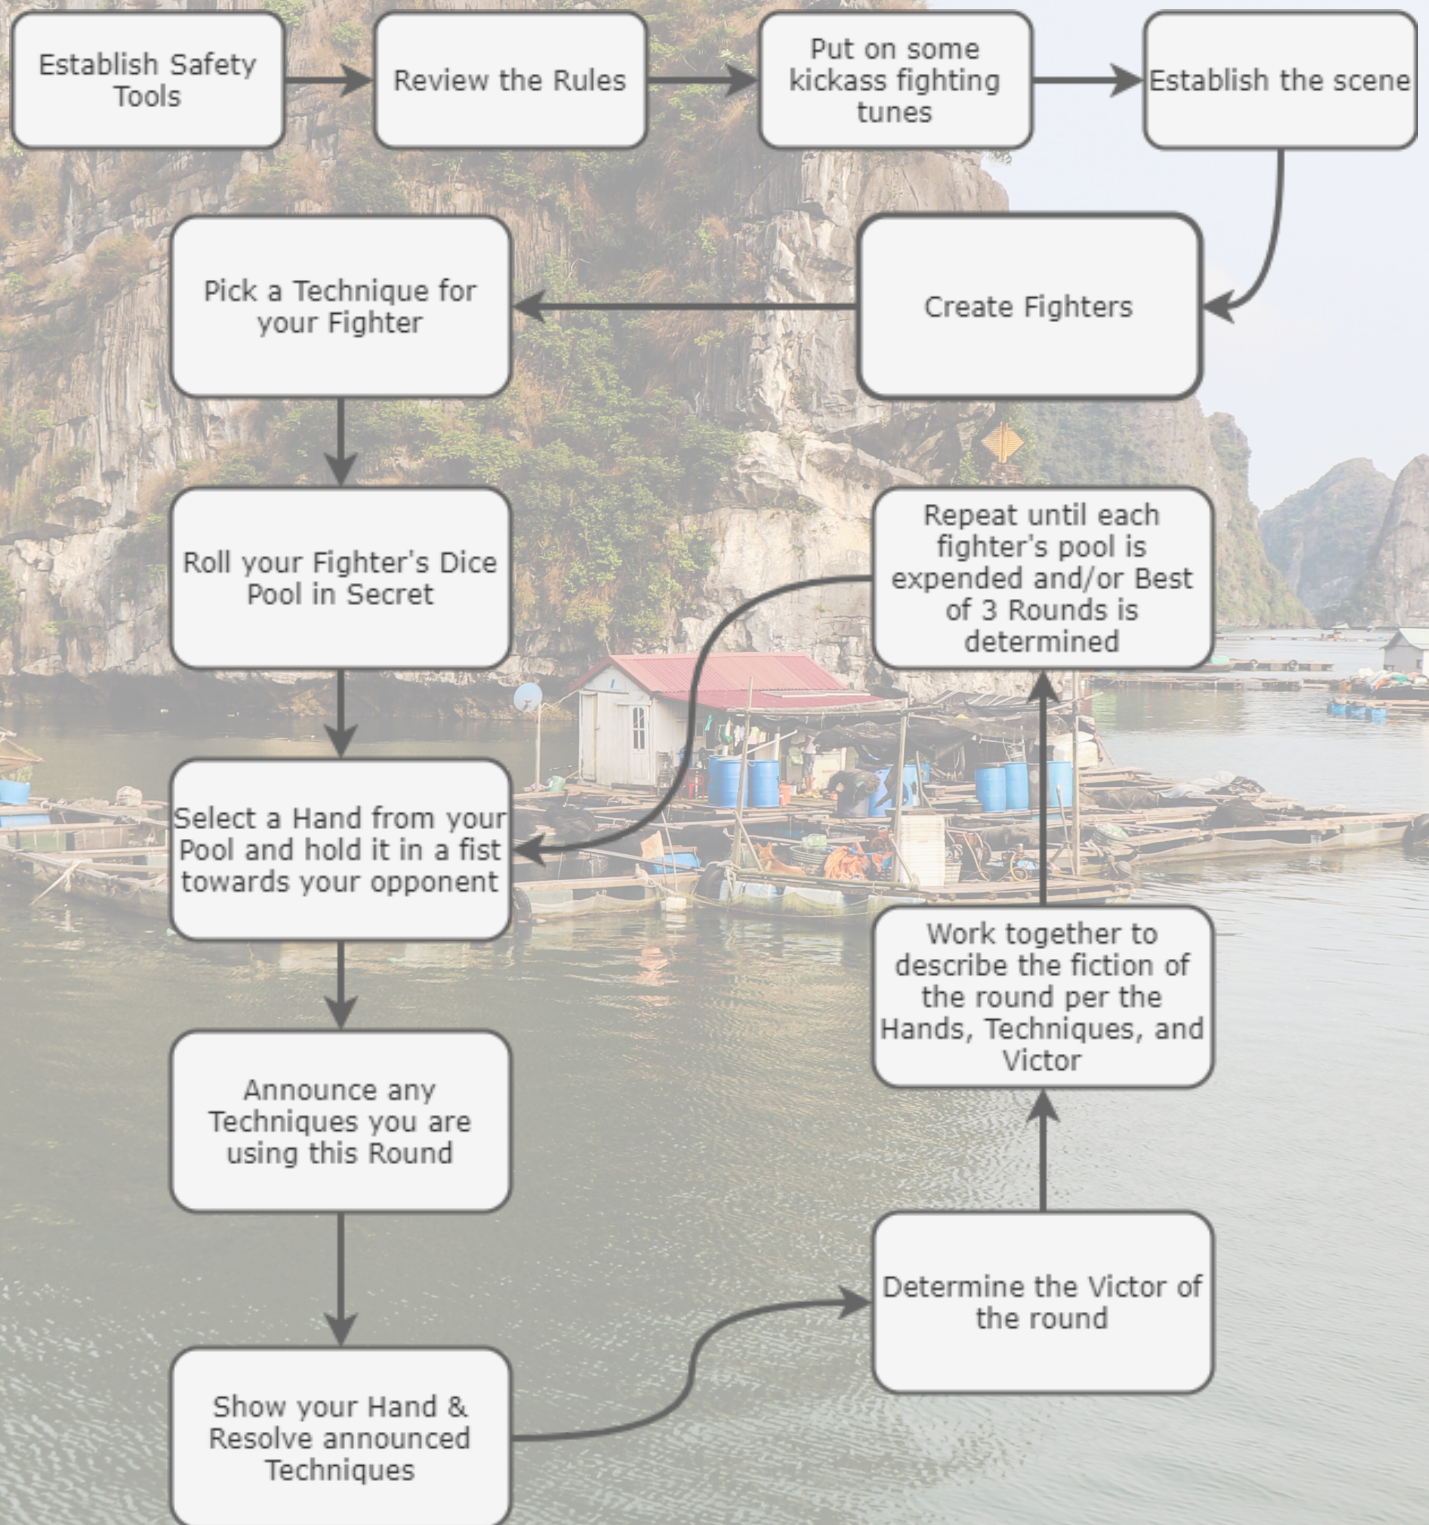 Establish Safety
Tools
Review the Rules
Put on some
kickass fighting
tunes
Establish the scene
Create Fighters
Pick a Technique for
your Fighter
Roll your Fighter's Dice
Pool in Secret
Select a Hand from your
Pool and hold it in a fist
towards your opponent
Announce any
Techniques you are
using this Round
Show your Hand &
Resolve announced
Techniques
Determine the Victor of
the round
Work together to
describe the fiction of
the round per the
Hands, Techniques, and
Victor
Repeat until each
fighter's pool is
expended and/or Best
of 3 Rounds is
determined